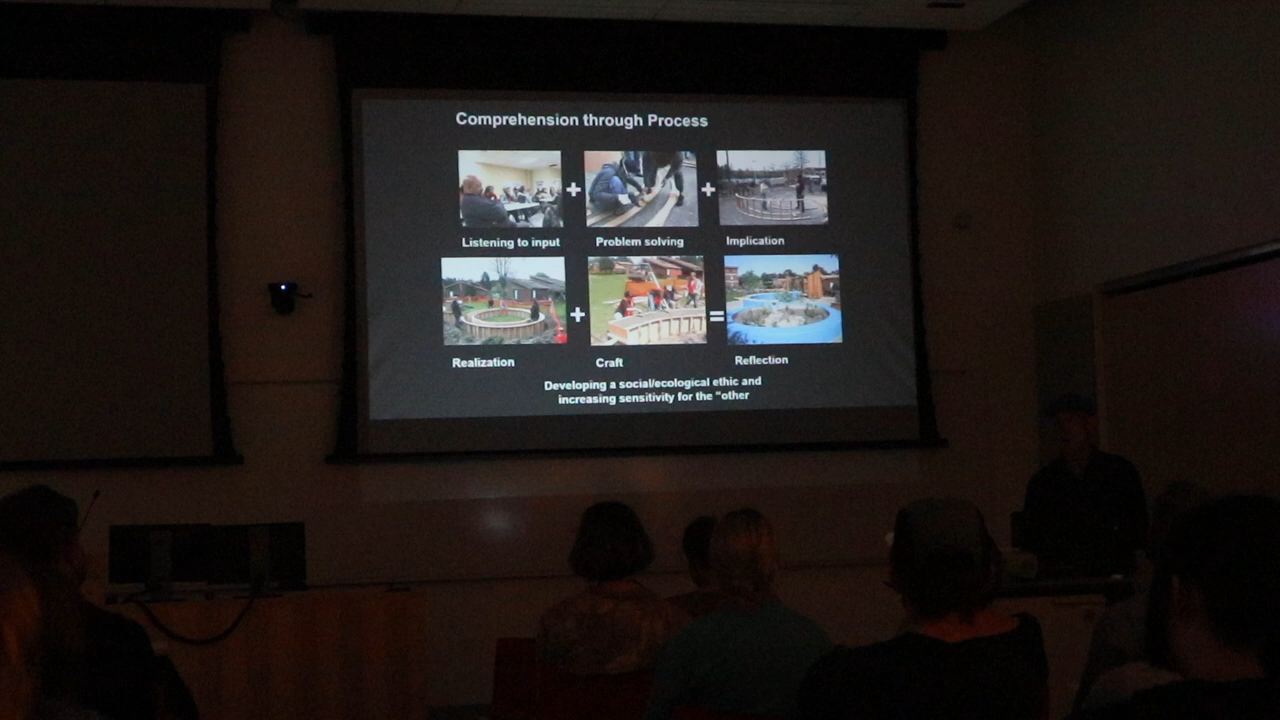 Comprehension through Process
+ +
Listening to input Problem solving Implication
+ =
Realization Craft Reflection
Developing a social/ecological ethic and
increasing sensitivity for the "other